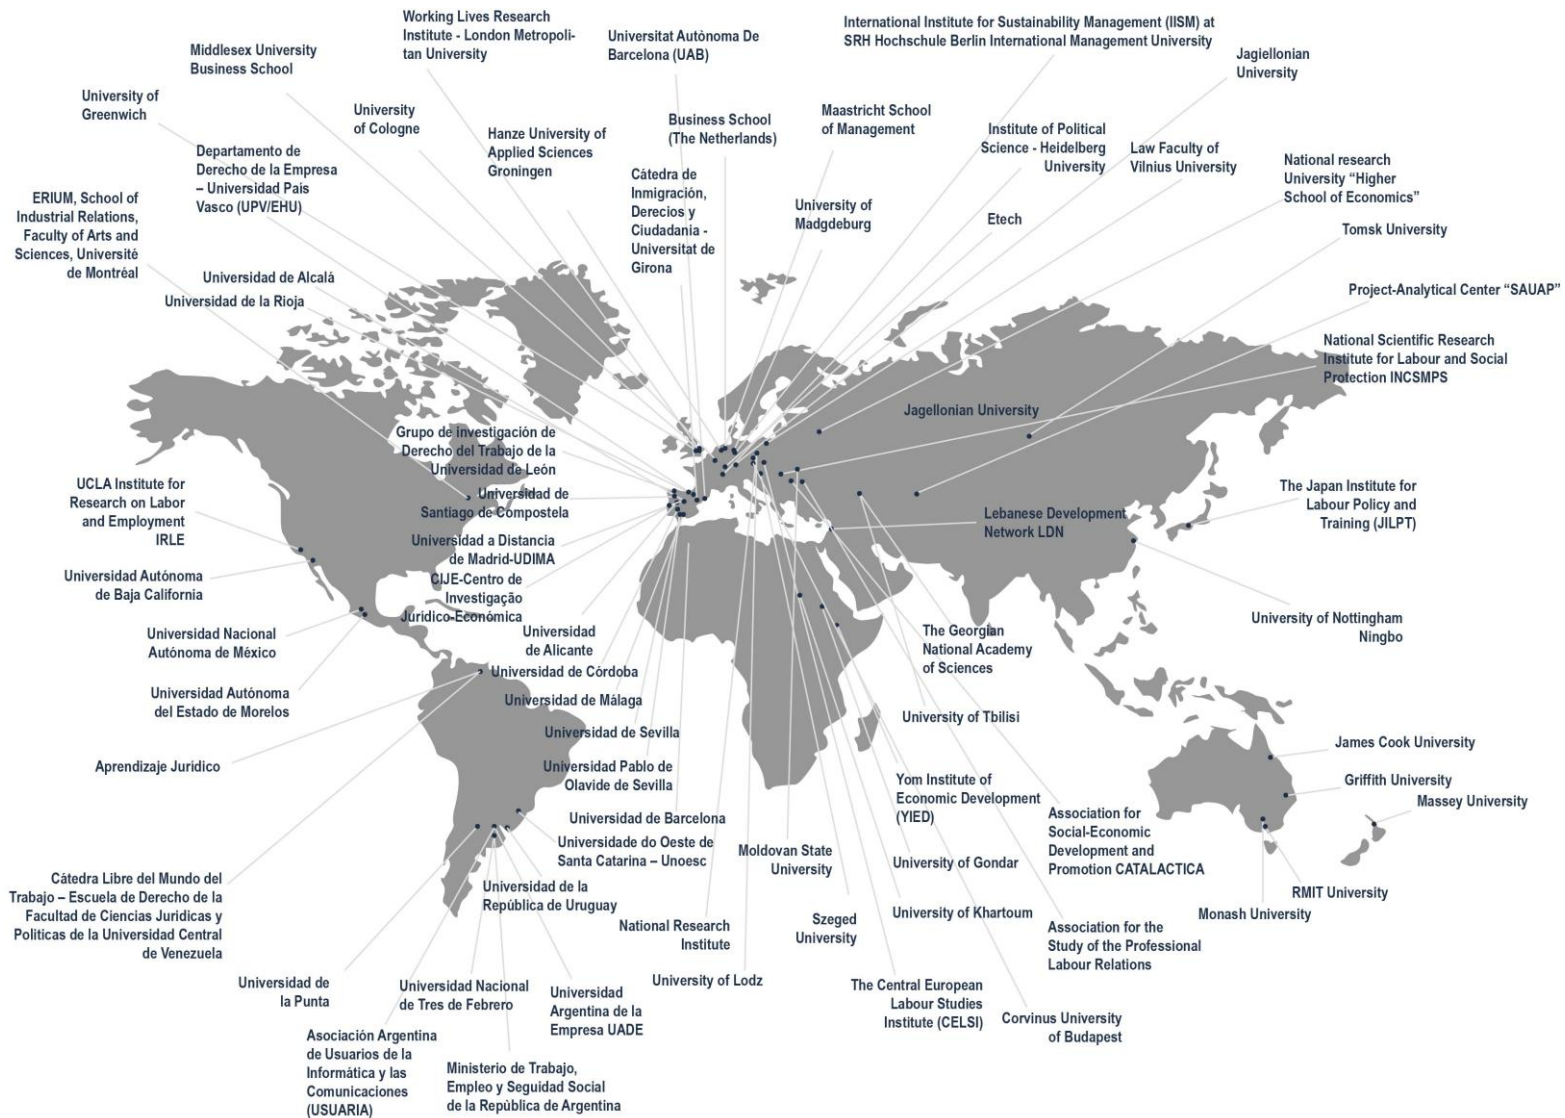 Working Lives Research
Institute - London Metropoli-
tan University
Universitat Autònoma De
Barcelona (UAB)
International Institute for Sustainability Management (IISM) at
SRH Hochschule Berlin International Management University
Middlesex University
Business School
Jagiellonian
University
University of
Greenwich
University
of Cologne
Hanze University of
Applied Sciences
Groningen
Business School
(The Netherlands)
Maastricht School
of Management
Institute of Political
Science - Heidelberg
University
Law Faculty of
Vilnius University
National research
University “Higher
School of Economics”
Departamento de
Derecho de la Empresa
– Universidad País
Vasco (UPV/EHU)
Cátedra de
Inmigración,
Derecios y
Ciudadania -
Universitat de
Girona
University of
Madgdeburg
Etech
Tomsk University
ERIUM, School of
Industrial Relations,
Faculty of Arts and
Sciences, Université
de Montréal
Universidad de Alcalá
Universidad de la Rioja
Project-Analytical Center “SAUAP”
National Scientific Research
Institute for Labour and Social
Protection INCSMPS
Jagellonian University
Grupo de investigación de
Derecho del Trabajo de la
Universidad de León
UCLA Institute for
Research on Labor
and Employment
IRLE
Universidad de
Santiago de Compostela
The Japan Institute for
Labour Policy and
Training (JILPT)
Lebanese Development
Network LDN
Universidad a Distancia
de Madrid-UDIMA
CIJE-Centro de
Investigação
Jurídico-Económica
Universidad Autónoma
de Baja California
Universidad Nacional
Autónoma de México
Universidad
de Alicante
The Georgian
National Academy
of Sciences
University of Nottingham
Ningbo
Universidad de Córdoba
Universidad Autónoma
del Estado de Morelos
Universidad de Málaga
University of Tbilisi
Universidad de Sevilla
James Cook University
Aprendizaje Jurídico
Universidad Pablo de
Olavide de Sevilla
Yom Institute of
Economic Development
(YIED)
Griffith University
Massey University
Universidad de Barcelona
Association for
Social-Economic
Development and
Promotion CATALACTICA
Universidade do Oeste de
Santa Catarina – Unoesc
Moldovan State
University
University of Gondar
Cátedra Libre del Mundo del
Trabajo – Escuela de Derecho de la
Facultad de Ciencias Jurídicas y
Politicas de la Universidad Central
de Venezuela
Universidad de la
República de Uruguay
RMIT University
Monash University
National Research
Institute
Szeged
University
University of Khartoum
Association for the
Study of the Professional
Labour Relations
Universidad de
la Punta
Universidad Nacional
de Tres de Febrero
University of Lodz
Universidad
Argentina de la
Empresa UADE
The Central European
Labour Studies
Institute (CELSI)
Corvinus University
of Budapest
Asociación Argentina
de Usuarios de la
Informática y las
Comunicaciones
(USUARIA)
Ministerio de Trabajo,
Empleo y Seguidad Social
de la Repùblica de Argentina